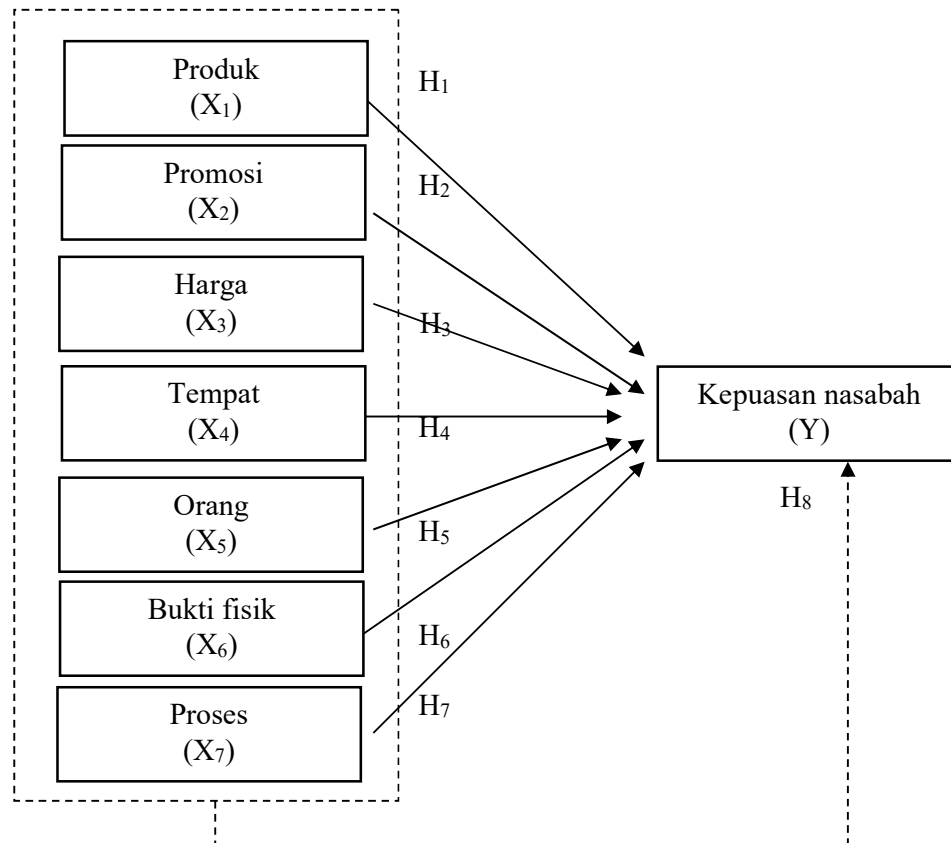 Produk
(X₁)
H₁
Promosi
(X₂)
H₂
Harga
(X₃)
H₃
Tempat
(X₄)
H₄
Kepuasan nasabah
(Y)
Orang
(X₅)
H₅
H₈
Bukti fisik
(X₆)
H₆
Proses
(X₇)
H₇